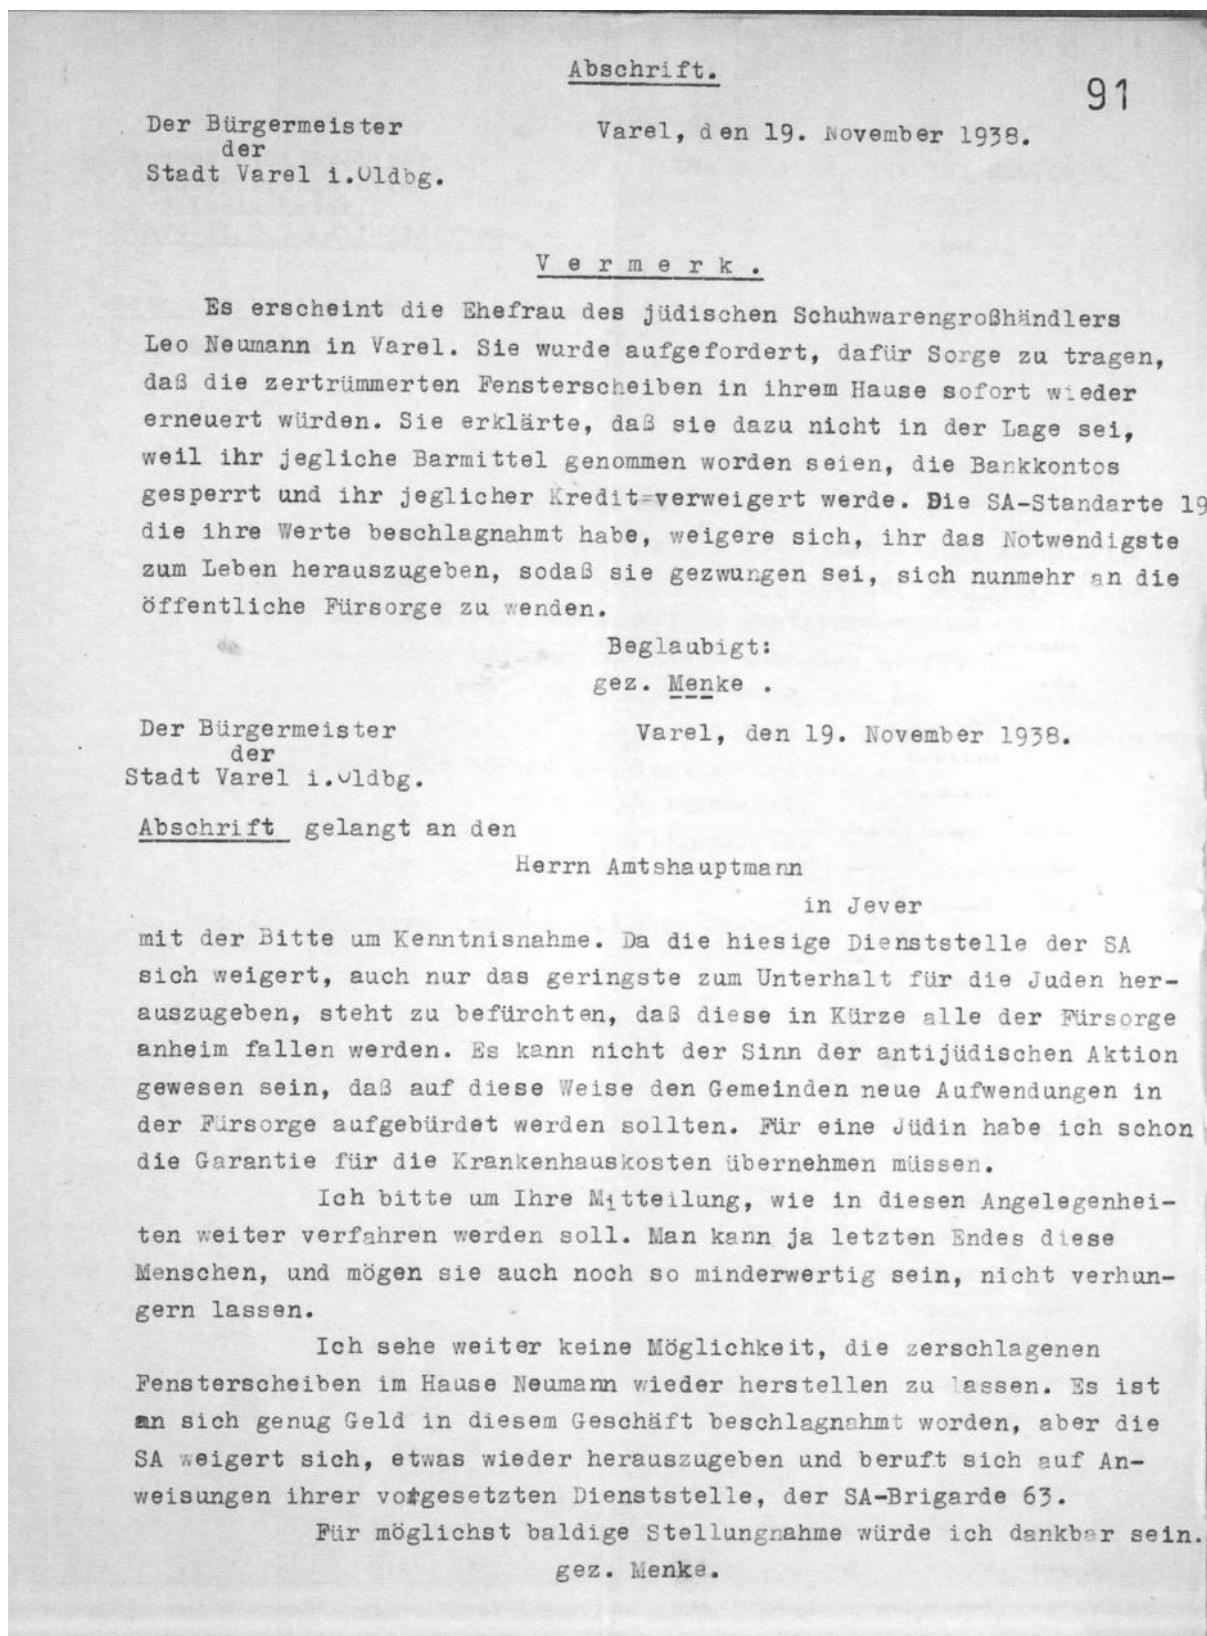 Abschrift.
91
Der Bürgermeister
der
Stadt Varel i.Oldbg.
Varel, den 19. November 1938.
V e r m e r k .
Es erscheint die Ehefrau des jüdischen Schuhwarengroßhändlers
Leo Neumann in Varel. Sie wurde aufgefordert, dafür Sorge zu tragen,
daß die zertrümmerten Fensterscheiben in ihrem Hause sofort wieder
erneuert würden. Sie erklärte, daß sie dazu nicht in der Lage sei,
weil ihr jegliche Barmittel genommen worden seien, die Bankkontos
gesperrt und ihr jeglicher Kredit=verweigert werde. Die SA-Standarte 19
die ihre Werte beschlagnahmt habe, weigere sich, ihr das Notwendigste
zum Leben herauszugeben, sodaß sie gezwungen sei, sich nunmehr an die
öffentliche Fürsorge zu wenden.
Beglaubigt:
gez. Menke .
Der Bürgermeister
der
Stadt Varel i.Oldbg.
Varel, den 19. November 1938.
Abschrift gelangt an den
Herrn Amtshauptmann
in Jever
mit der Bitte um Kenntnisnahme. Da die hiesige Dienststelle der SA
sich weigert, auch nur das geringste zum Unterhalt für die Juden her-
auszugeben, steht zu befürchten, daß diese in Kürze alle der Fürsorge
anheim fallen werden. Es kann nicht der Sinn der antijüdischen Aktion
gewesen sein, daß auf diese Weise den Gemeinden neue Aufwendungen in
der Fürsorge aufgebürdet werden sollten. Für eine Jüdin habe ich schon
die Garantie für die Krankenhauskosten übernehmen müssen.
Ich bitte um Ihre Mitteilung, wie in diesen Angelegenhei-
ten weiter verfahren werden soll. Man kann ja letzten Endes diese
Menschen, und mögen sie auch noch so minderwertig sein, nicht verhun-
gern lassen.
Ich sehe weiter keine Möglichkeit, die zerschlagenen
Fensterscheiben im Hause Neumann wieder herstellen zu lassen. Es ist
an sich genug Geld in diesem Geschäft beschlagnahmt worden, aber die
SA weigert sich, etwas wieder herauszugeben und beruft sich auf An-
weisungen ihrer vorgesetzten Dienststelle, der SA-Brigarde 63.
Für möglichst baldige Stellungnahme würde ich dankbar sein.
gez. Menke.